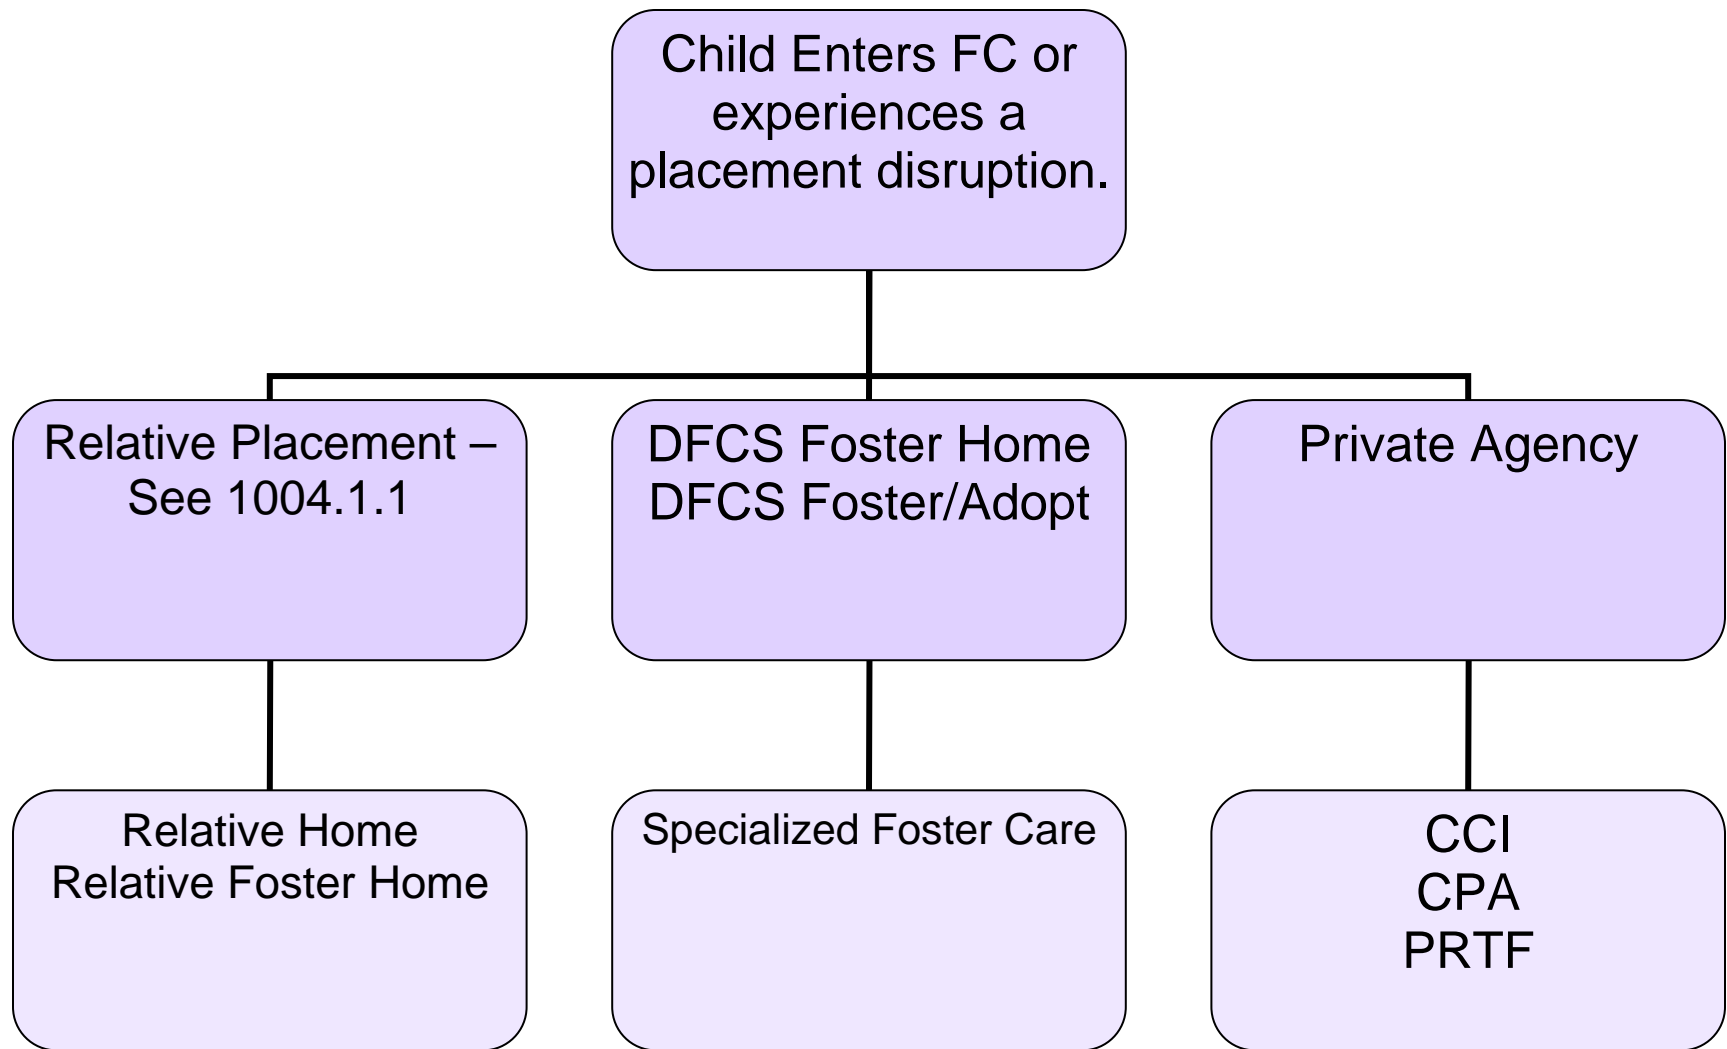 Child Enters FC or
experiences a
placement disruption.
Relative Placement –
See 1004.1.1
DFCS Foster Home
DFCS Foster/Adopt
Private Agency
Relative Home
Relative Foster Home
Specialized Foster Care
CCI
CPA
PRTF